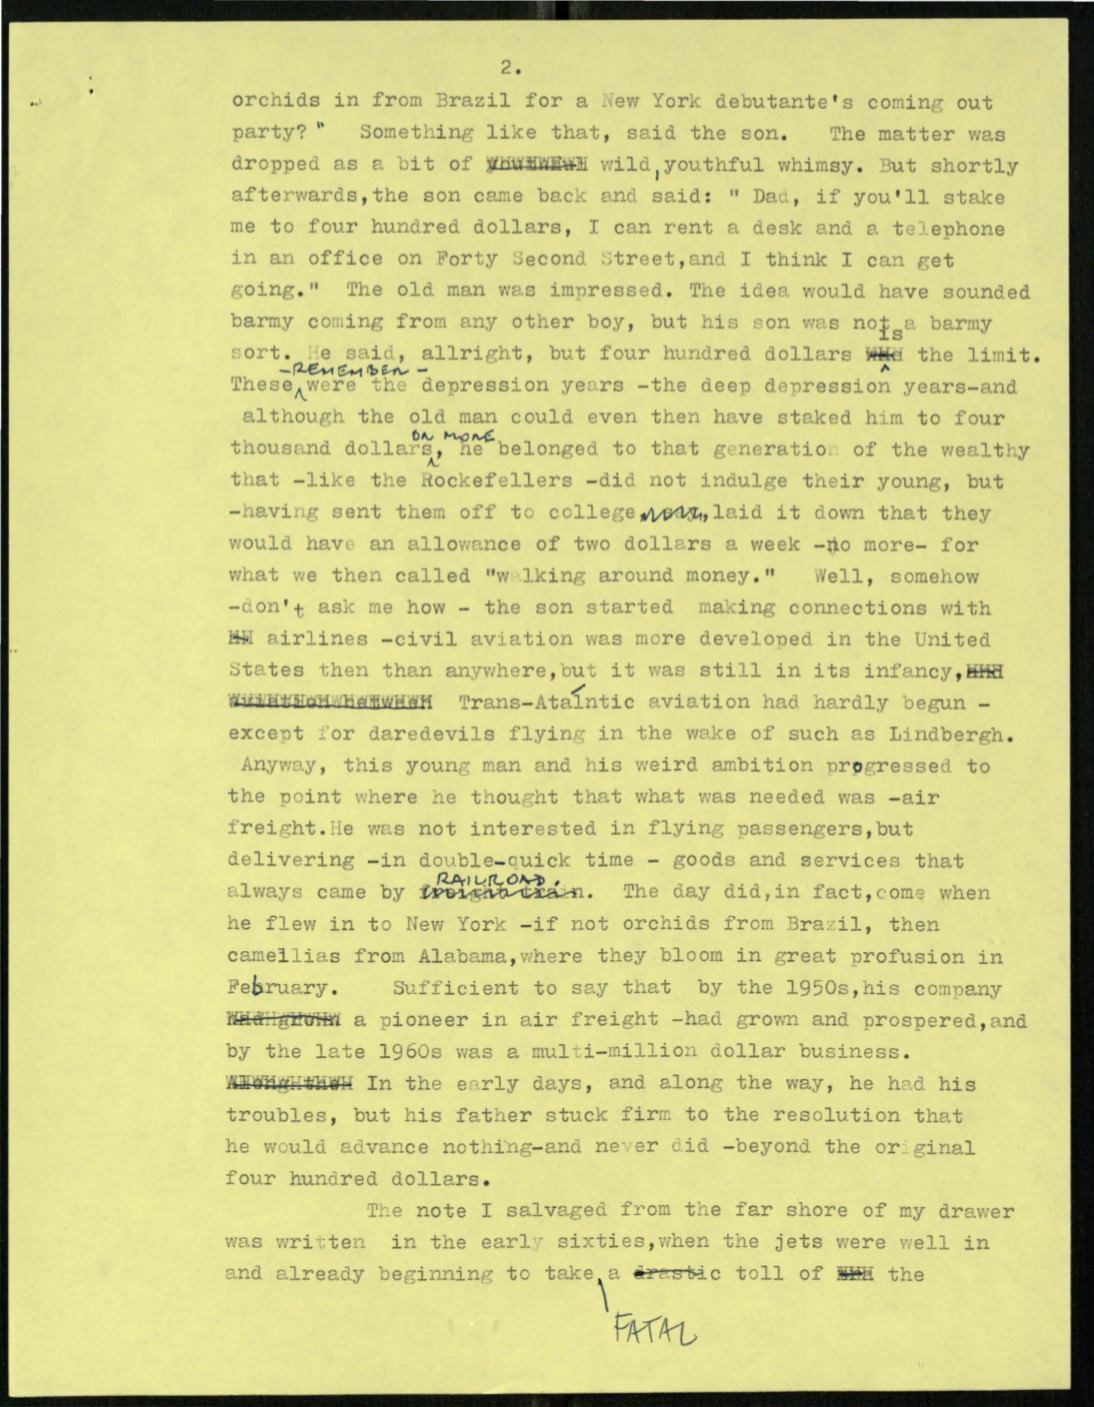 2.
orchids in from Brazil for a New York debutante's coming out
party?" Something like that, said the son. The matter was
dropped as a bit of wild, youthful whimsy. But shortly
afterwards,the son came back and said: " Dad, if you'll stake
me to four hundred dollars, I can rent a desk and a telephone
in an office on Forty Second Street,and I think I can get
going." The old man was impressed. The idea would have sounded
barmy coming from any other boy, but his son was not a barmy
is
sort. He said, allright, but four hundred dollars the limit.
-REMEMBER-
These were the depression years -the deep depression years-and
although the old man could even then have staked him to four
OR MORE
thousand dollars, he belonged to that generation of the wealthy
that -like the Rockefellers -did not indulge their young, but
-having sent them off to college, laid it down that they
would have an allowance of two dollars a week -no more- for
what we then called "walking around money." Well, somehow
-don't ask me how - the son started making connections with
airlines -civil aviation was more developed in the United
States then than anywhere,but it was still in its infancy,
Trans-Atalntic aviation had hardly begun -
except for daredevils flying in the wake of such as Lindbergh.
Anyway, this young man and his weird ambition progressed to
the point where he thought that what was needed was -air
freight.He was not interested in flying passengers,but
delivering -in double-quick time - goods and services that
RAILROAD.
always came by freight train. The day did,in fact,come when
he flew in to New York -if not orchids from Brazil, then
camellias from Alabama,where they bloom in great profusion in
February. Sufficient to say that by the 1950s,his company
had grown a pioneer in air freight -had grown and prospered,and
by the late 1960s was a multi-million dollar business.
Along the In the early days, and along the way, he had his
troubles, but his father stuck firm to the resolution that
he would advance nothing-and never did -beyond the original
four hundred dollars.
The note I salvaged from the far shore of my drawer
was written in the early sixties,when the jets were well in
and already beginning to take a drastic toll of the
FATAL